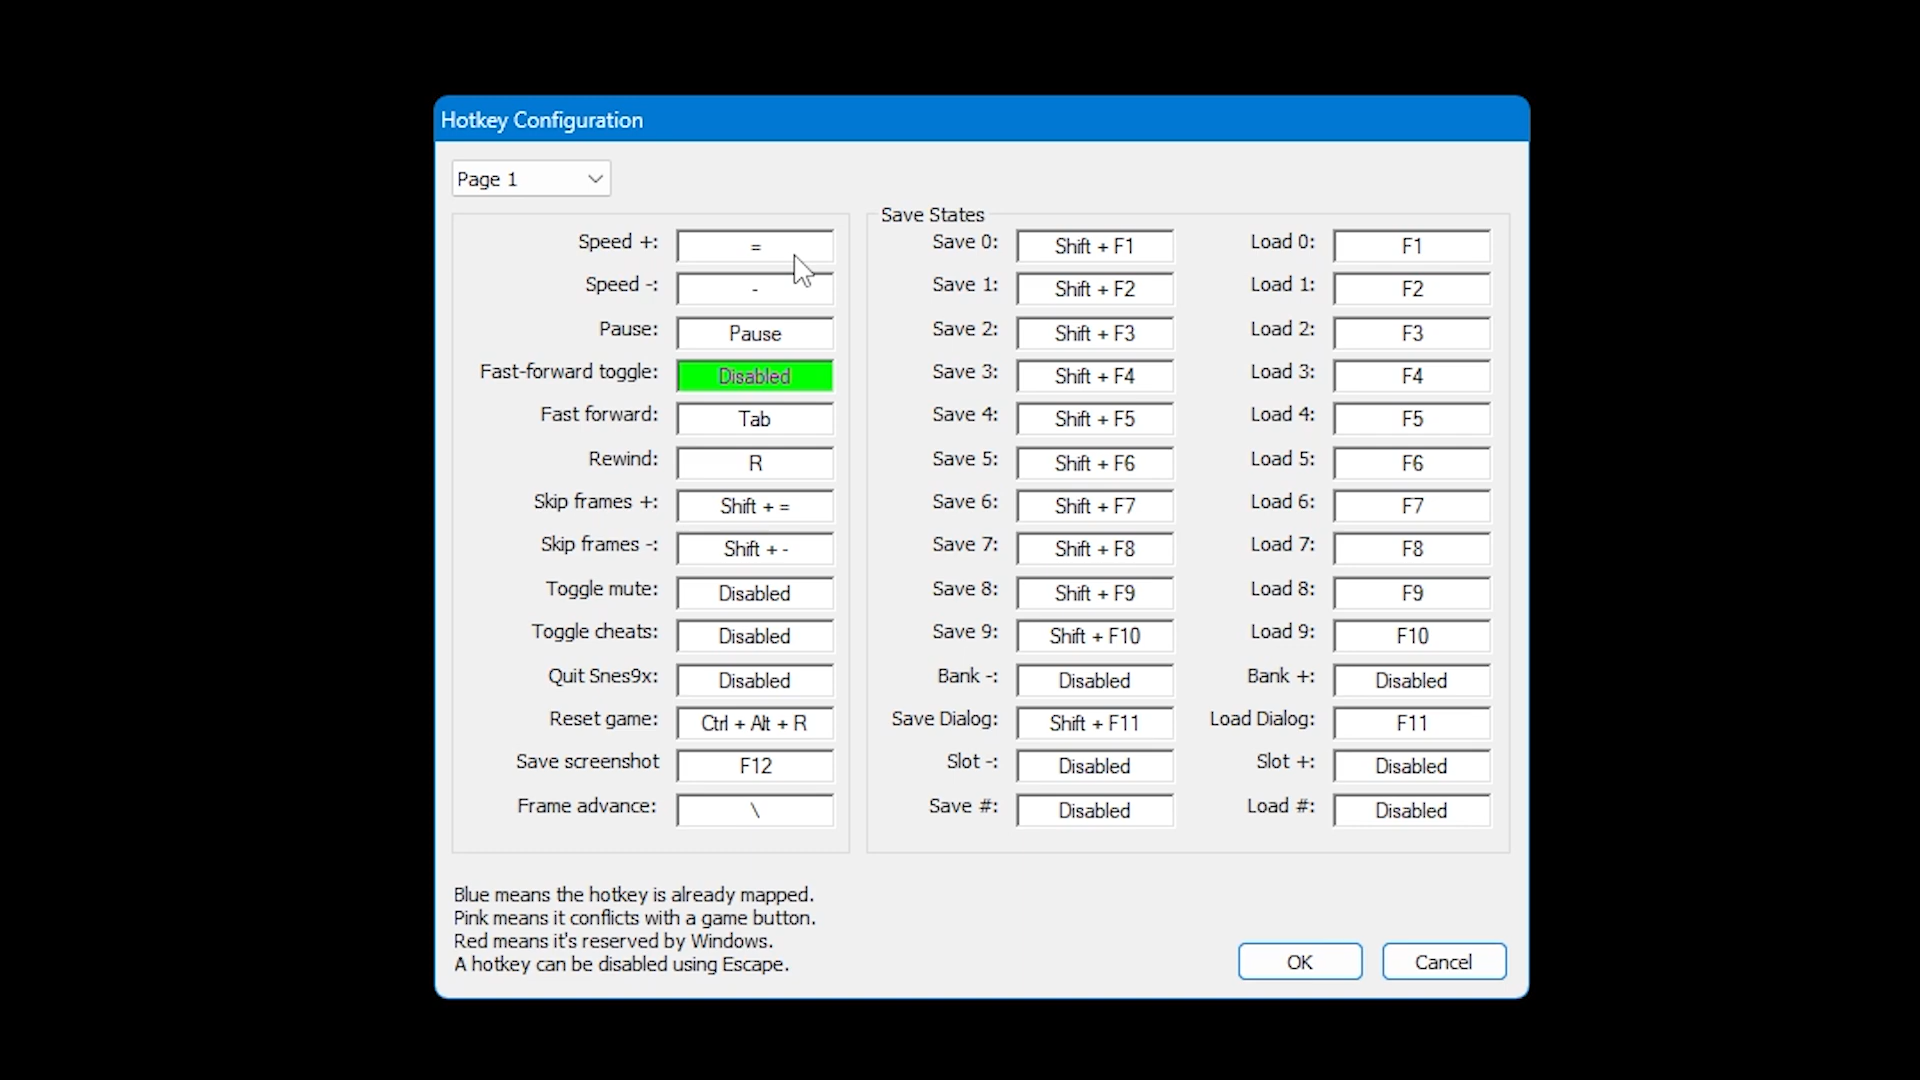 Hotkey Configuration
Page 1
Speed +: =
Speed -: -
Pause: Pause
Fast-forward toggle: Disabled
Fast forward: Tab
Rewind: R
Skip frames +: Shift + =
Skip frames -: Shift + -
Toggle mute: Disabled
Toggle cheats: Disabled
Quit Snes9x: Disabled
Reset game: Ctrl + Alt + R
Save screenshot F12
Frame advance: \
Save States
Save 0: Shift + F1 Load 0: F1
Save 1: Shift + F2 Load 1: F2
Save 2: Shift + F3 Load 2: F3
Save 3: Shift + F4 Load 3: F4
Save 4: Shift + F5 Load 4: F5
Save 5: Shift + F6 Load 5: F6
Save 6: Shift + F7 Load 6: F7
Save 7: Shift + F8 Load 7: F8
Save 8: Shift + F9 Load 8: F9
Save 9: Shift + F10 Load 9: F10
Bank -: Disabled Bank +: Disabled
Save Dialog: Shift + F11 Load Dialog: F11
Slot -: Disabled Slot +: Disabled
Save #: Disabled Load #: Disabled
Blue means the hotkey is already mapped.
Pink means it conflicts with a game button.
Red means it's reserved by Windows.
A hotkey can be disabled using Escape.
OK Cancel